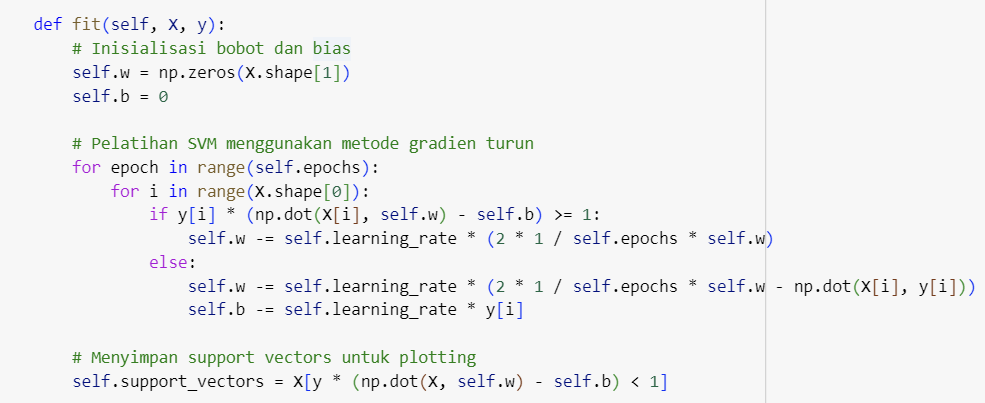 def fit(self, X, y):
# Inisialisasi bobot dan bias
self.w = np.zeros(X.shape[1])
self.b = 0
# Pelatihan SVM menggunakan metode gradien turun
for epoch in range(self.epochs):
for i in range(X.shape[0]):
if y[i] * (np.dot(X[i], self.w) - self.b) >= 1:
self.w -= self.learning_rate * (2 * 1 / self.epochs * self.w)
else:
self.w -= self.learning_rate * (2 * 1 / self.epochs * self.w - np.dot(X[i], y[i]))
self.b -= self.learning_rate * y[i]
# Menyimpan support vectors untuk plotting
self.support_vectors = X[y * (np.dot(X, self.w) - self.b) < 1]